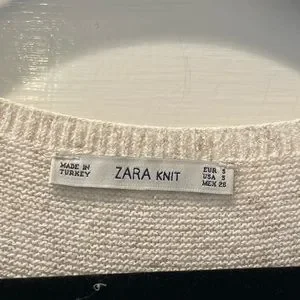 MADE IN
TURKEY
ZARA KNIT
EUR S
USA S
MEX 26